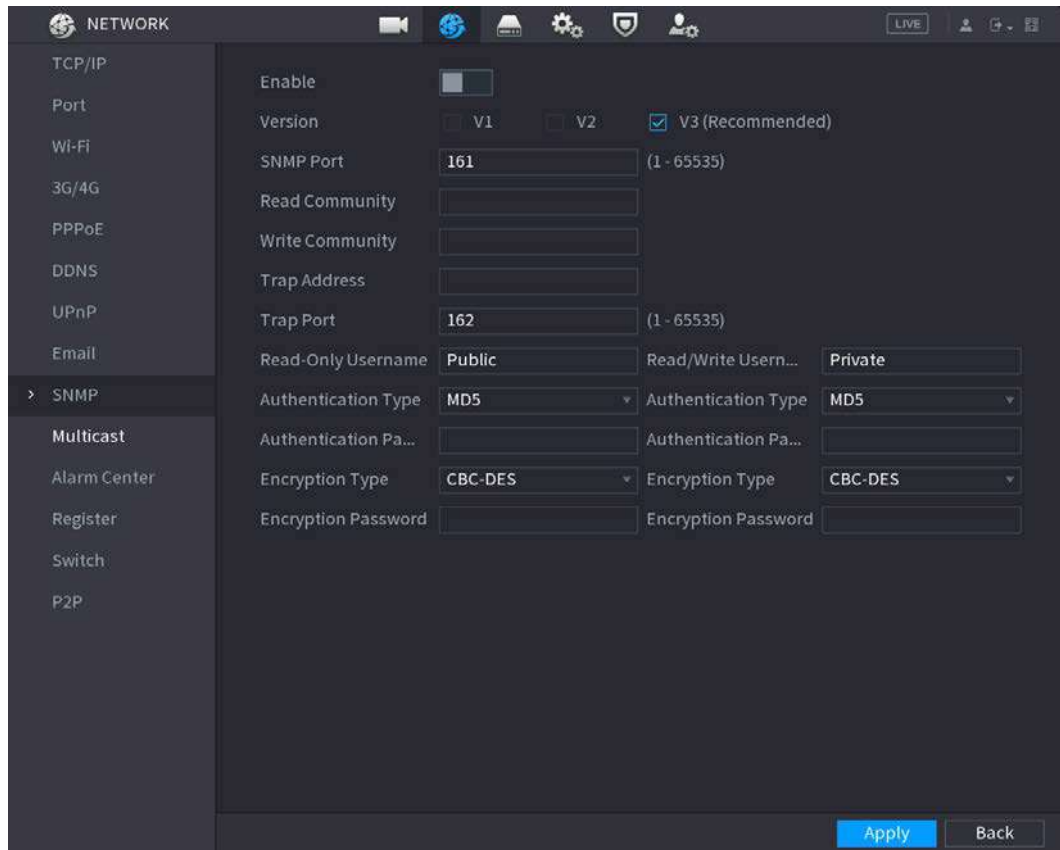 NETWORK
LIVE
TCP/IP
Port
Wi-Fi
3G/4G
PPPoE
DDNS
UPnP
Email
SNMP
Multicast
Alarm Center
Register
Switch
P2P
Enable
Version V1 V2 V3 (Recommended)
SNMP Port 161 (1 - 65535)
Read Community
Write Community
Trap Address
Trap Port 162 (1 - 65535)
Read-Only Username Public Read/Write Usern... Private
Authentication Type MD5 Authentication Type MD5
Authentication Pa... Authentication Pa...
Encryption Type CBC-DES Encryption Type CBC-DES
Encryption Password Encryption Password
Apply Back